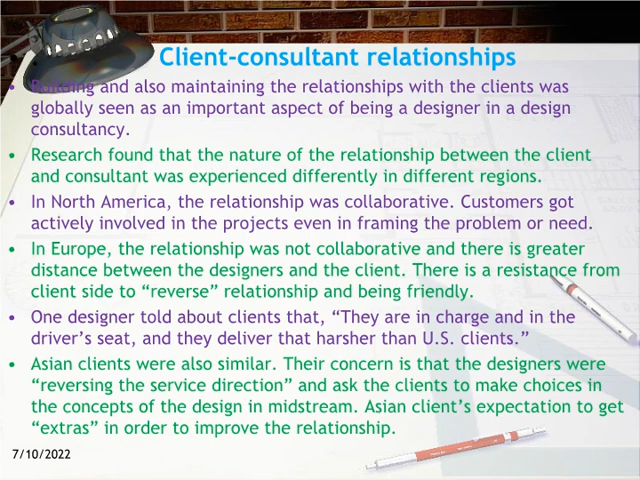 Client-consultant relationships
• Building and also maintaining the relationships with the clients was
globally seen as an important aspect of being a designer in a design
consultancy.
• Research found that the nature of the relationship between the client
and consultant was experienced differently in different regions.
• In North America, the relationship was collaborative. Customers got
actively involved in the projects even in framing the problem or need.
• In Europe, the relationship was not collaborative and there is greater
distance between the designers and the client. There is a resistance from
client side to “reverse” relationship and being friendly.
• One designer told about clients that, “They are in charge and in the
driver’s seat, and they deliver that harsher than U.S. clients.”
• Asian clients were also similar. Their concern is that the designers were
“reversing the service direction” and ask the clients to make choices in
the concepts of the design in midstream. Asian client’s expectation to get
“extras” in order to improve the relationship.
7/10/2022